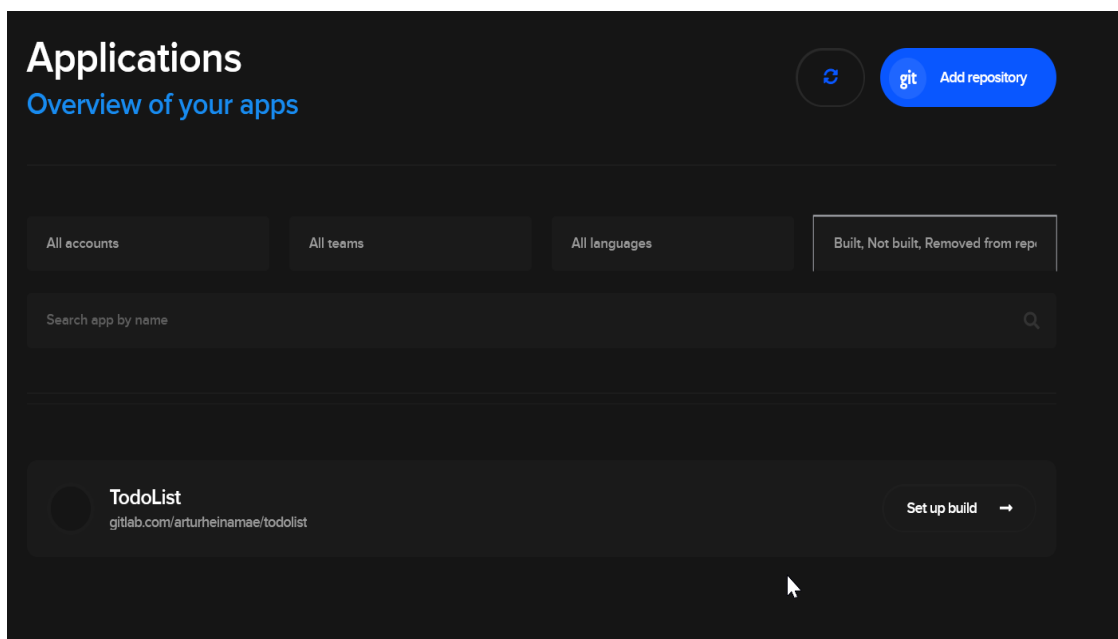 Applications
Overview of your apps
git Add repository
All accounts
All teams
All languages
Built, Not built, Removed from rep
Search app by name
TodoList
gitlab.com/arturheinamae/todolist
Set up build